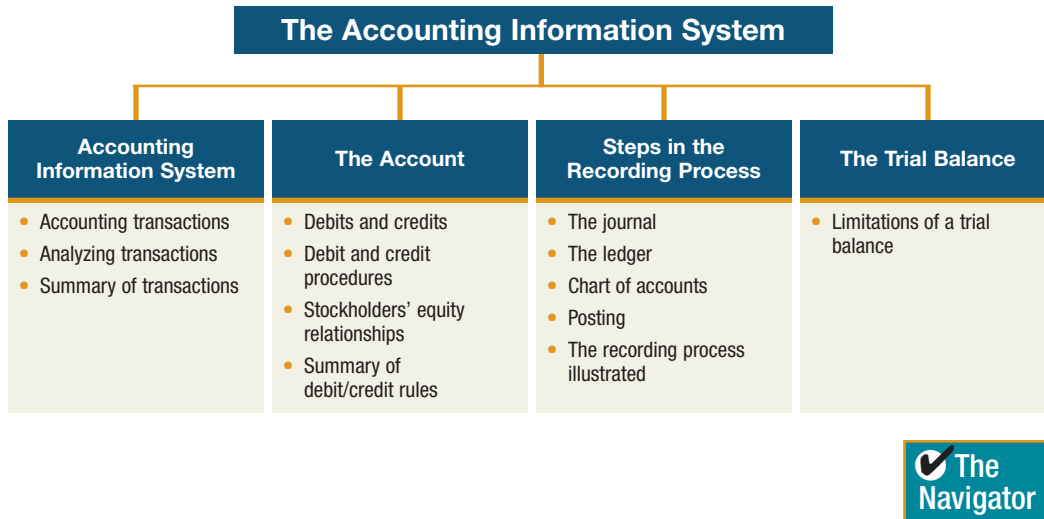 The Accounting Information System
Accounting
Information System
• Accounting transactions
• Analyzing transactions
• Summary of transactions
The Account
• Debits and credits
• Debit and credit
procedures
• Stockholders’ equity
relationships
• Summary of
debit/credit rules
Steps in the
Recording Process
• The journal
• The ledger
• Chart of accounts
• Posting
• The recording process
illustrated
The Trial Balance
• Limitations of a trial
balance
The
Navigator